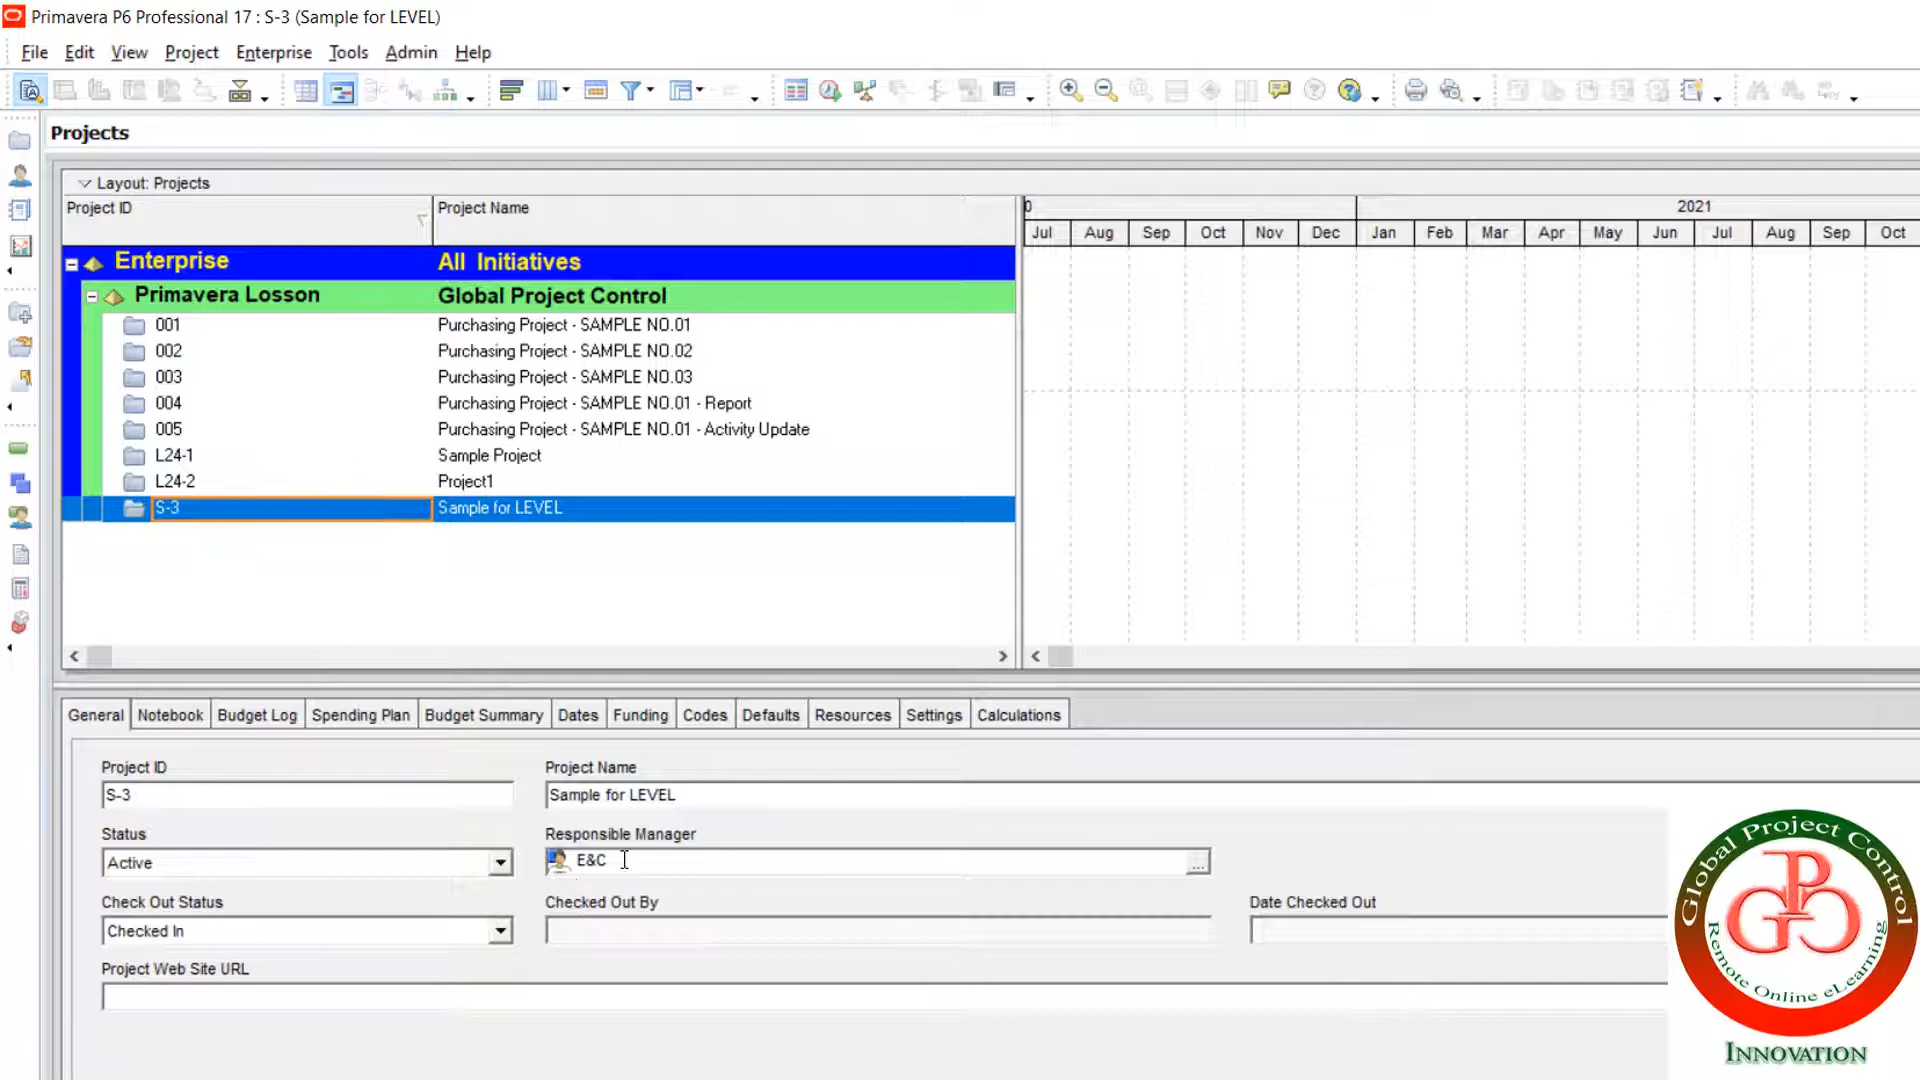 Primavera P6 Professional 17 : S-3 (Sample for LEVEL)
File Edit View Project Enterprise Tools Admin Help
Projects
Layout: Projects
Project ID Project Name
0 2021
Jul Aug Sep Oct Nov Dec Jan Feb Mar Apr May Jun Jul Aug Sep Oct
Enterprise All Initiatives
Primavera Losson Global Project Control
001 Purchasing Project - SAMPLE NO.01
002 Purchasing Project - SAMPLE NO.02
003 Purchasing Project - SAMPLE NO.03
004 Purchasing Project - SAMPLE NO.01 - Report
005 Purchasing Project - SAMPLE NO.01 - Activity Update
L24-1 Sample Project
L24-2 Project1
S-3 Sample for LEVEL
General Notebook Budget Log Spending Plan Budget Summary Dates Funding Codes Defaults Resources Settings Calculations
Project ID Project Name
S-3 Sample for LEVEL
Status Responsible Manager
Active E&C ...
Check Out Status Checked Out By Date Checked Out
Checked In
Project Web Site URL
Global Project Control
GPC
Remote Online eLearning
INNOVATION